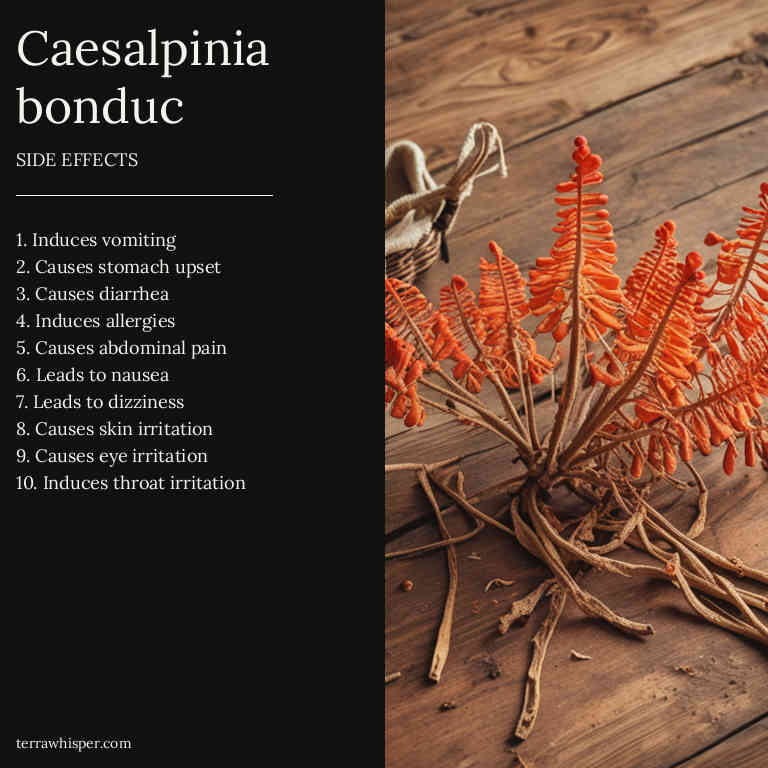 Caesalpinia
bonduc
SIDE EFFECTS
1. Induces vomiting
2. Causes stomach upset
3. Causes diarrhea
4. Induces allergies
5. Causes abdominal pain
6. Leads to nausea
7. Leads to dizziness
8. Causes skin irritation
9. Causes eye irritation
10. Induces throat irritation
terrawhisper.com